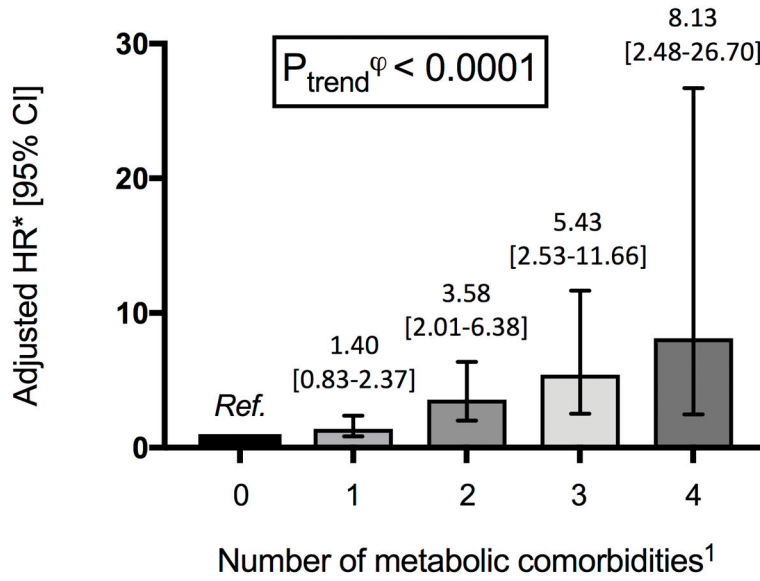 8.13
[2.48-26.70]
P_trend^φ < 0.0001
5.43
[2.53-11.66]
3.58
[2.01-6.38]
1.40
[0.83-2.37]
Ref.
Adjusted HR* [95% CI]
30
20
10
0
0 1 2 3 4
Number of metabolic comorbidities¹